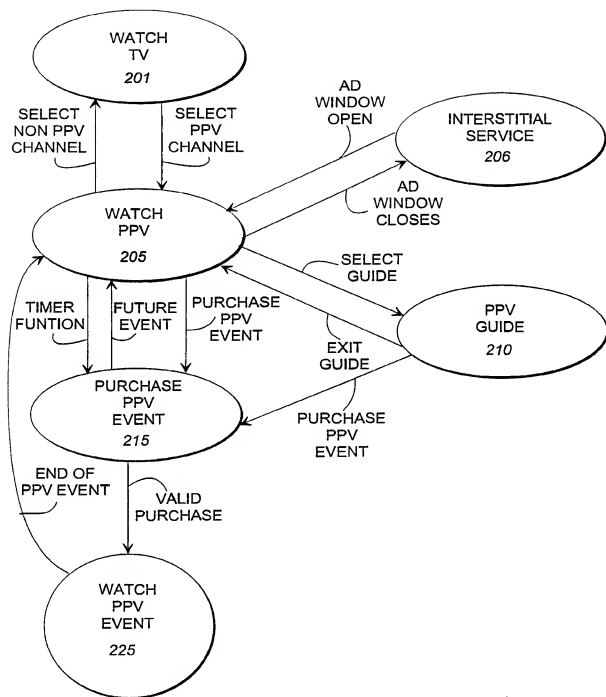 WATCH
TV
201
SELECT
NON PPV
CHANNEL
SELECT
PPV
CHANNEL
AD
WINDOW
OPEN
INTERSTITIAL
SERVICE
206
AD
WINDOW
CLOSES
WATCH
PPV
205
SELECT
GUIDE
PPV
GUIDE
210
EXIT
GUIDE
TIMER
FUNTION
FUTURE
EVENT
PURCHASE
PPV
EVENT
PURCHASE
PPV
EVENT
215
PURCHASE
PPV
EVENT
END OF
PPV EVENT
VALID
PURCHASE
WATCH
PPV
EVENT
225